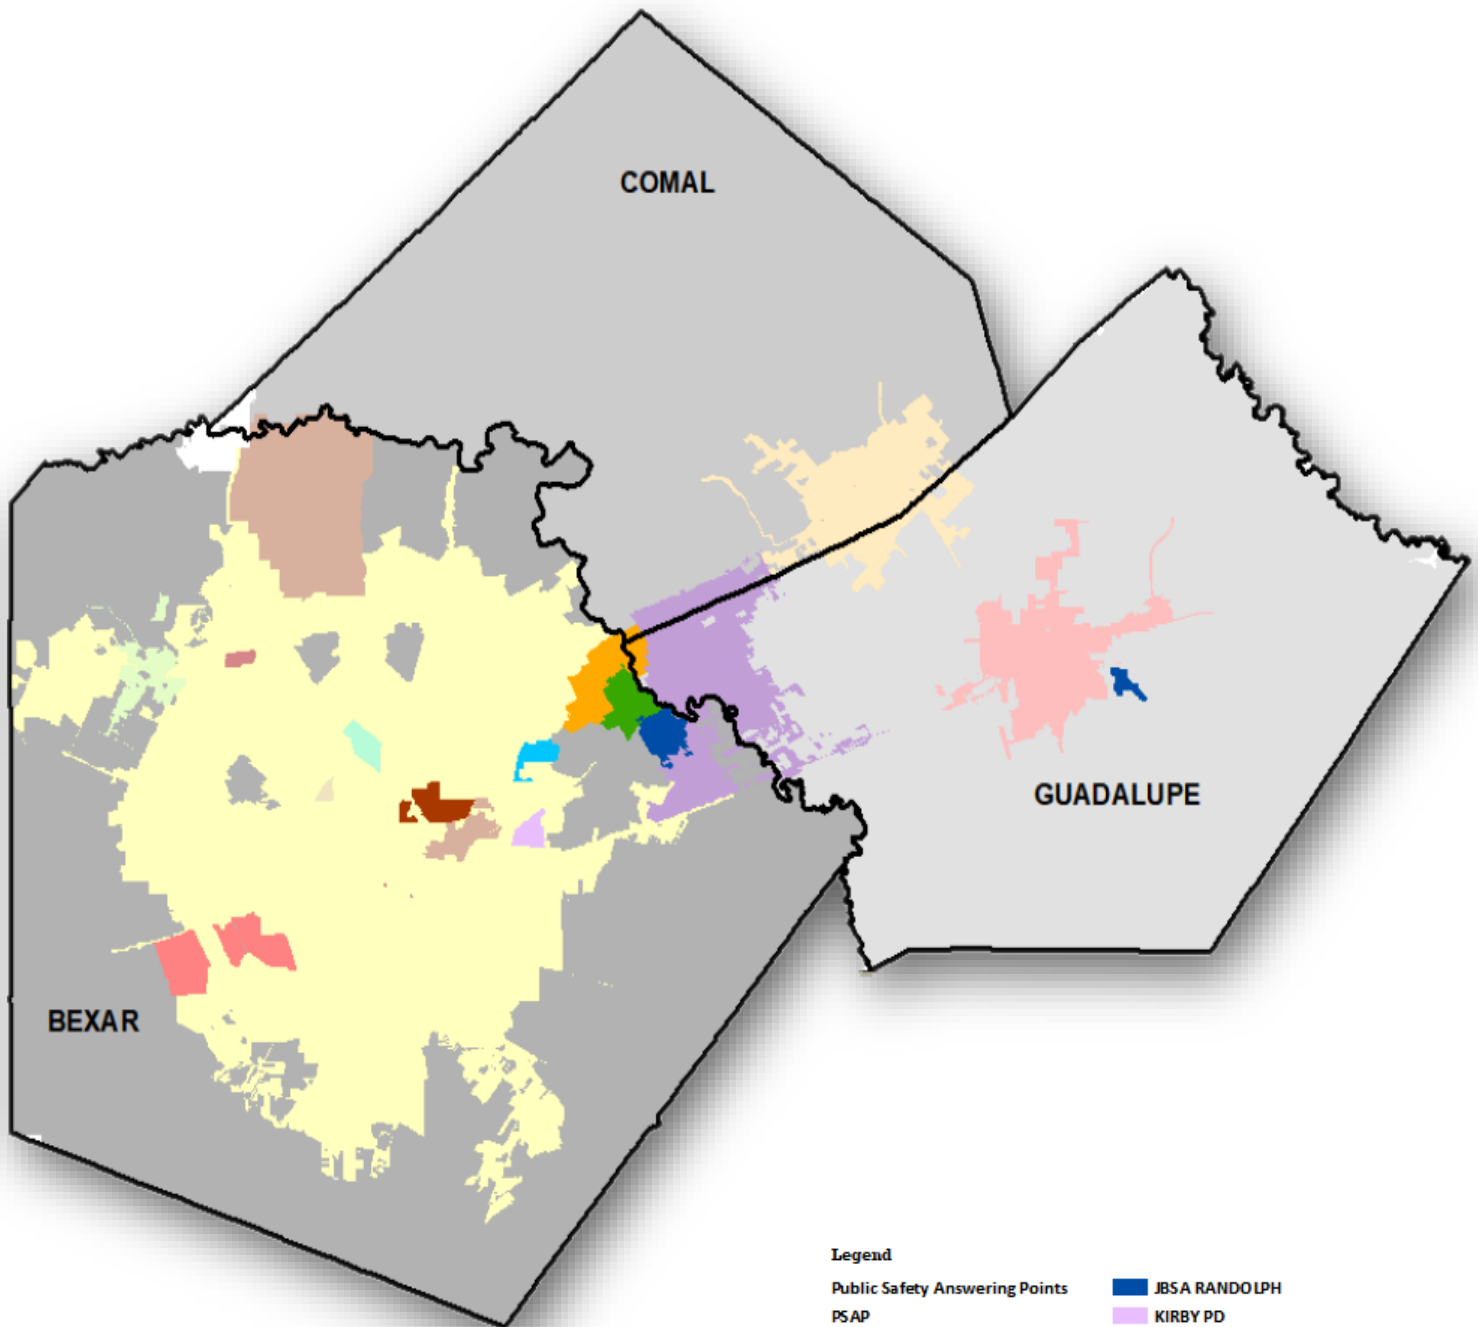 COMAL
GUADALUPE
BEXAR
Legend
Public Safety Answering Points
JBSA RANDOLPH
PSAP
KIRBY PD